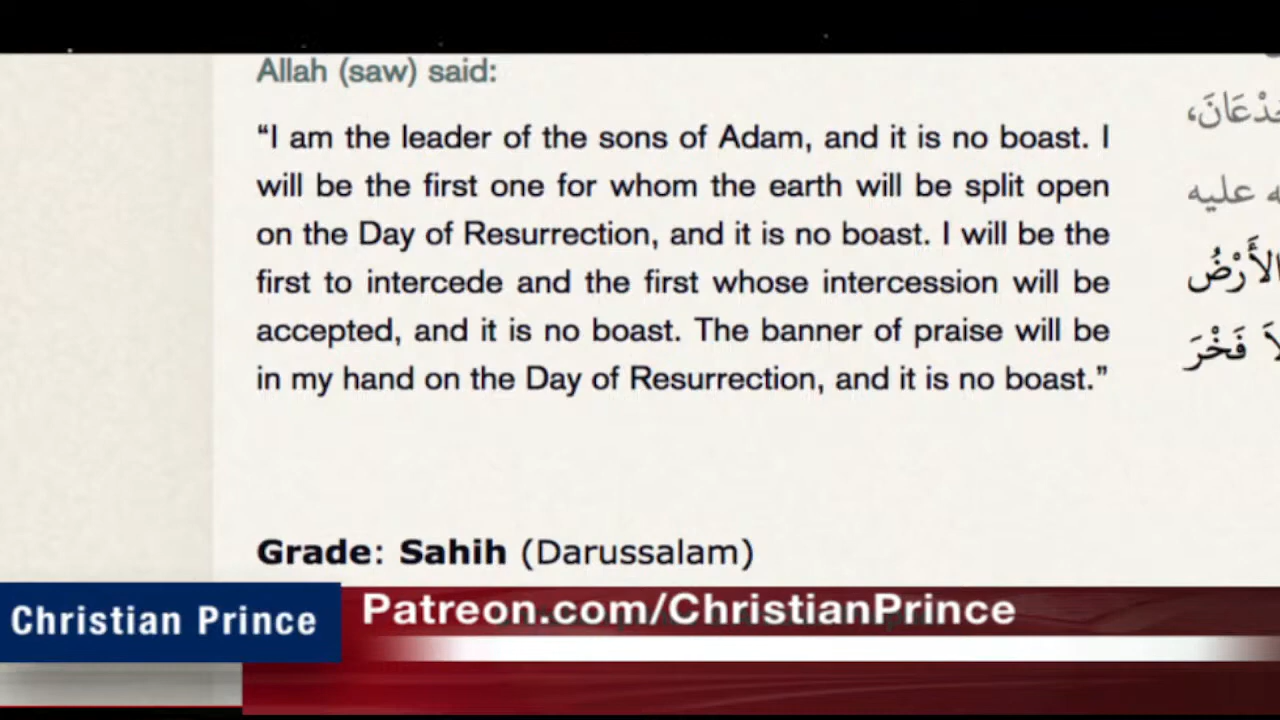 Allah (saw) said:
“I am the leader of the sons of Adam, and it is no boast. I
will be the first one for whom the earth will be split open
on the Day of Resurrection, and it is no boast. I will be the
first to intercede and the first whose intercession will be
accepted, and it is no boast. The banner of praise will be
in my hand on the Day of Resurrection, and it is no boast.”
جَدْعَانَ،
عليه
الأَرْضُ
فَخْرَ
Grade: Sahih (Darussalam)
Christian Prince
Patreon.com/ChristianPrince